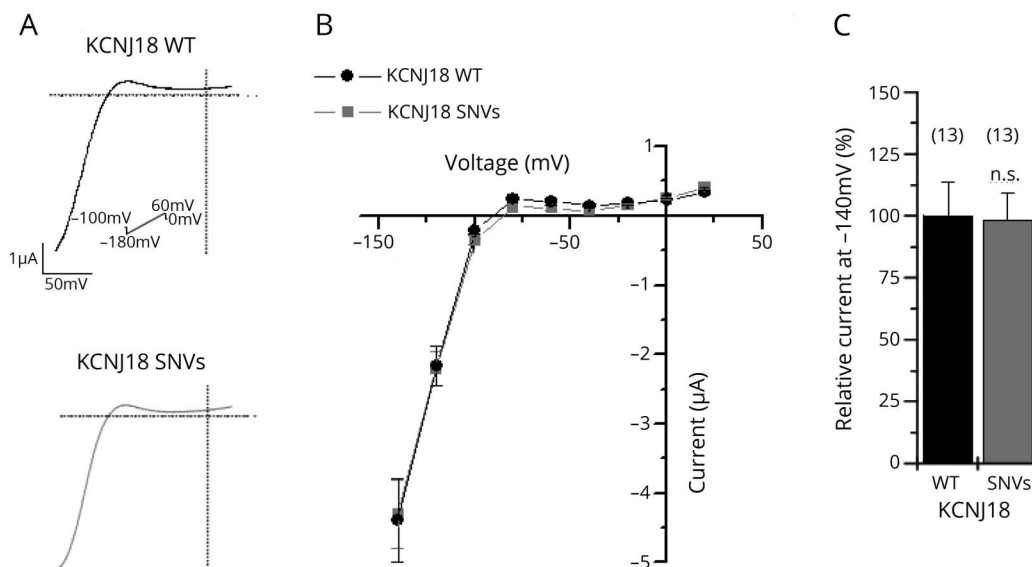 A
KCNJ18 WT
−100mV
60mV
0mV
−180mV
1µA
50mV
KCNJ18 SNVs
B
KCNJ18 WT
KCNJ18 SNVs
Voltage (mV)
1
−150
−50
50
−1
−2
−3
−4
−5
Current (µA)
C
Relative current at −140mV (%)
150
125
100
75
50
25
0
(13)
(13)
n.s.
WT
SNVs
KCNJ18